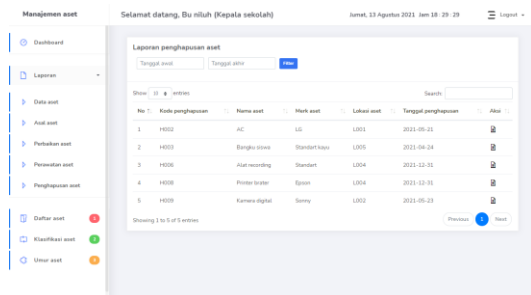 Manajemen aset
Selamat datang, Bu niluh (Kepala sekolah)
Jumat, 13 Agustus 2021 Jam 18 : 29 : 29
Logout
Dashboard
Laporan
Data aset
Asal aset
Perbaikan aset
Perawatan aset
Penghapusan aset
Daftar aset
Klasifikasi aset
Umur aset
Laporan penghapusan aset
Tanggal awal
Tanggal akhir
Filter
Show 10 entries
Search:
No Kode penghapusan Nama aset Merk aset Lokasi aset Tanggal penghapusan Aksi
1 H002 AC LG L001 2021-05-21
2 H003 Bangku siswa Standart kayu L005 2021-04-24
3 H006 Alat recording Standart L004 2021-12-31
4 H008 Printer brater Epson L004 2021-12-31
5 H009 Kamera digital Sonny L002 2021-05-23
Showing 1 to 5 of 5 entries
Previous 1 Next